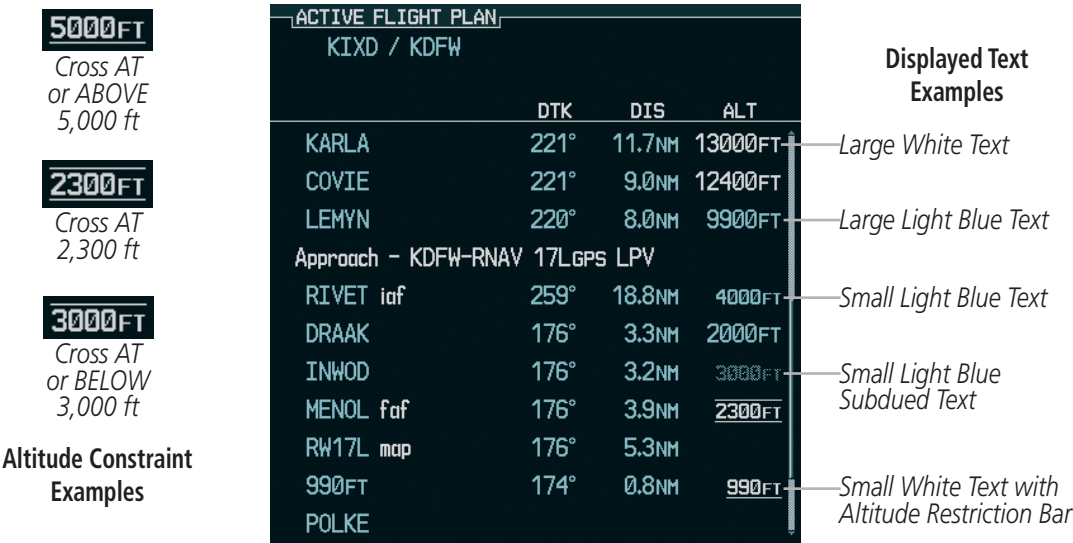 5000FT
Cross AT
or ABOVE
5,000 ft
2300FT
Cross AT
2,300 ft
3000FT
Cross AT
or BELOW
3,000 ft
Altitude Constraint
Examples
ACTIVE FLIGHT PLAN
KIXD / KDFW
DTK DIS ALT
KARLA 221° 11.7NM 13000FT
COVIE 221° 9.0NM 12400FT
LEMYN 220° 8.0NM 9900FT
Approach – KDFW-RNAV 17LGPS LPV
RIVET iaf 259° 18.8NM 4000FT
DRAAK 176° 3.3NM 2000FT
INWOD 176° 3.2NM 3000FT
MENOL faf 176° 3.9NM 2300FT
RW17L map 176° 5.3NM
990FT 174° 0.8NM 990FT
POLKE
Displayed Text
Examples
Large White Text
Large Light Blue Text
Small Light Blue Text
Small Light Blue
Subdued Text
Small White Text with
Altitude Restriction Bar